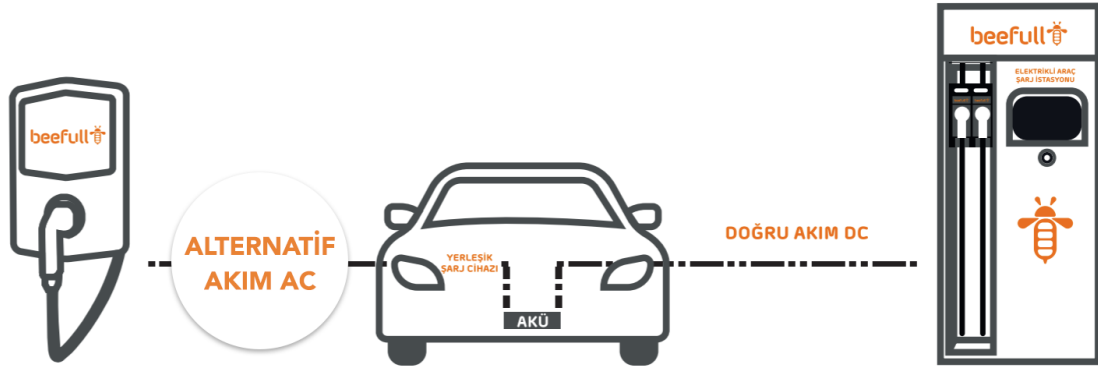 beefull
ALTERNATİF
AKIM AC
YERLEŞİK
ŞARJ CİHAZI
AKÜ
DOĞRU AKIM DC
beefull
ELEKTRİKLİ ARAÇ
ŞARJ İSTASYONU